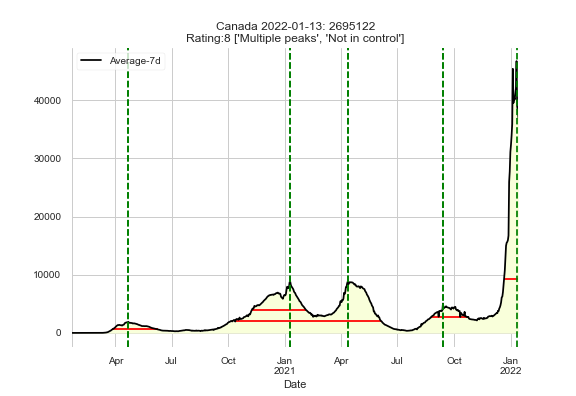 Canada 2022-01-13: 2695122
Rating:8 ['Multiple peaks', 'Not in control']
Average-7d
40000
30000
20000
10000
0
Apr Jul Oct Jan Apr Jul Oct Jan
2021 2022
Date